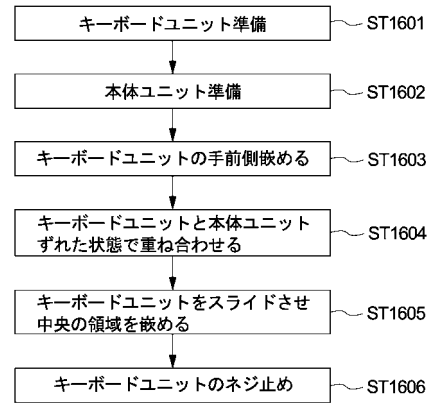 キーボードユニット準備
ST1601
本体ユニット準備
ST1602
キーボードユニットの手前側嵌める
ST1603
キーボードユニットと本体ユニット
ずれた状態で重ね合わせる
ST1604
キーボードユニットをスライドさせ
中央の領域を嵌める
ST1605
キーボードユニットのネジ止め
ST1606